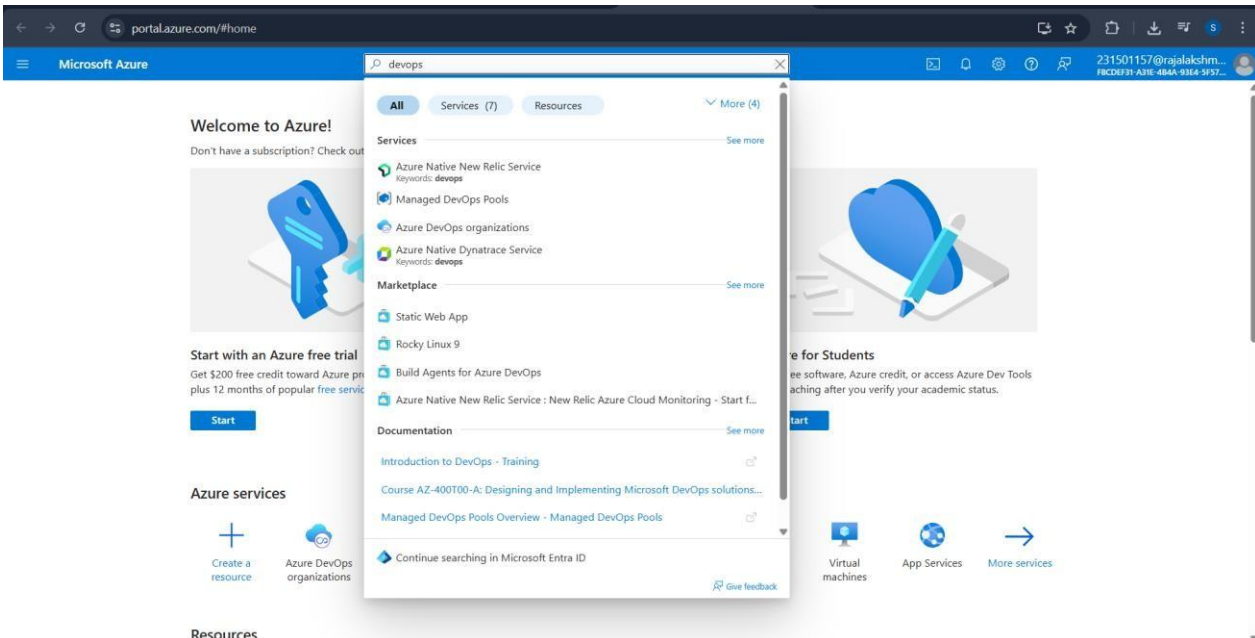 portal.azure.com/#home
S
Microsoft Azure
devops
231501157@rajalakshm...
FBCDEF31-A31E-4B4A-93E4-5F57...
All
Services (7)
Resources
More (4)
Welcome to Azure!
Don't have a subscription? Check out
Services
See more
Azure Native New Relic Service
Keywords: devops
Managed DevOps Pools
Azure DevOps organizations
Azure Native Dynatrace Service
Keywords: devops
Marketplace
See more
Static Web App
Rocky Linux 9
Build Agents for Azure DevOps
Azure Native New Relic Service : New Relic Azure Cloud Monitoring - Start f...
Documentation
See more
Introduction to DevOps - Training
Course AZ-400T00-A: Designing and Implementing Microsoft DevOps solutions...
Managed DevOps Pools Overview - Managed DevOps Pools
Continue searching in Microsoft Entra ID
Give feedback
Start with an Azure free trial
Get $200 free credit toward Azure pr
plus 12 months of popular free servic
Start
e for Students
ee software, Azure credit, or access Azure Dev Tools
aching after you verify your academic status.
tart
Azure services
Create a
resource
Azure DevOps
organizations
Virtual
machines
App Services
More services
Resources